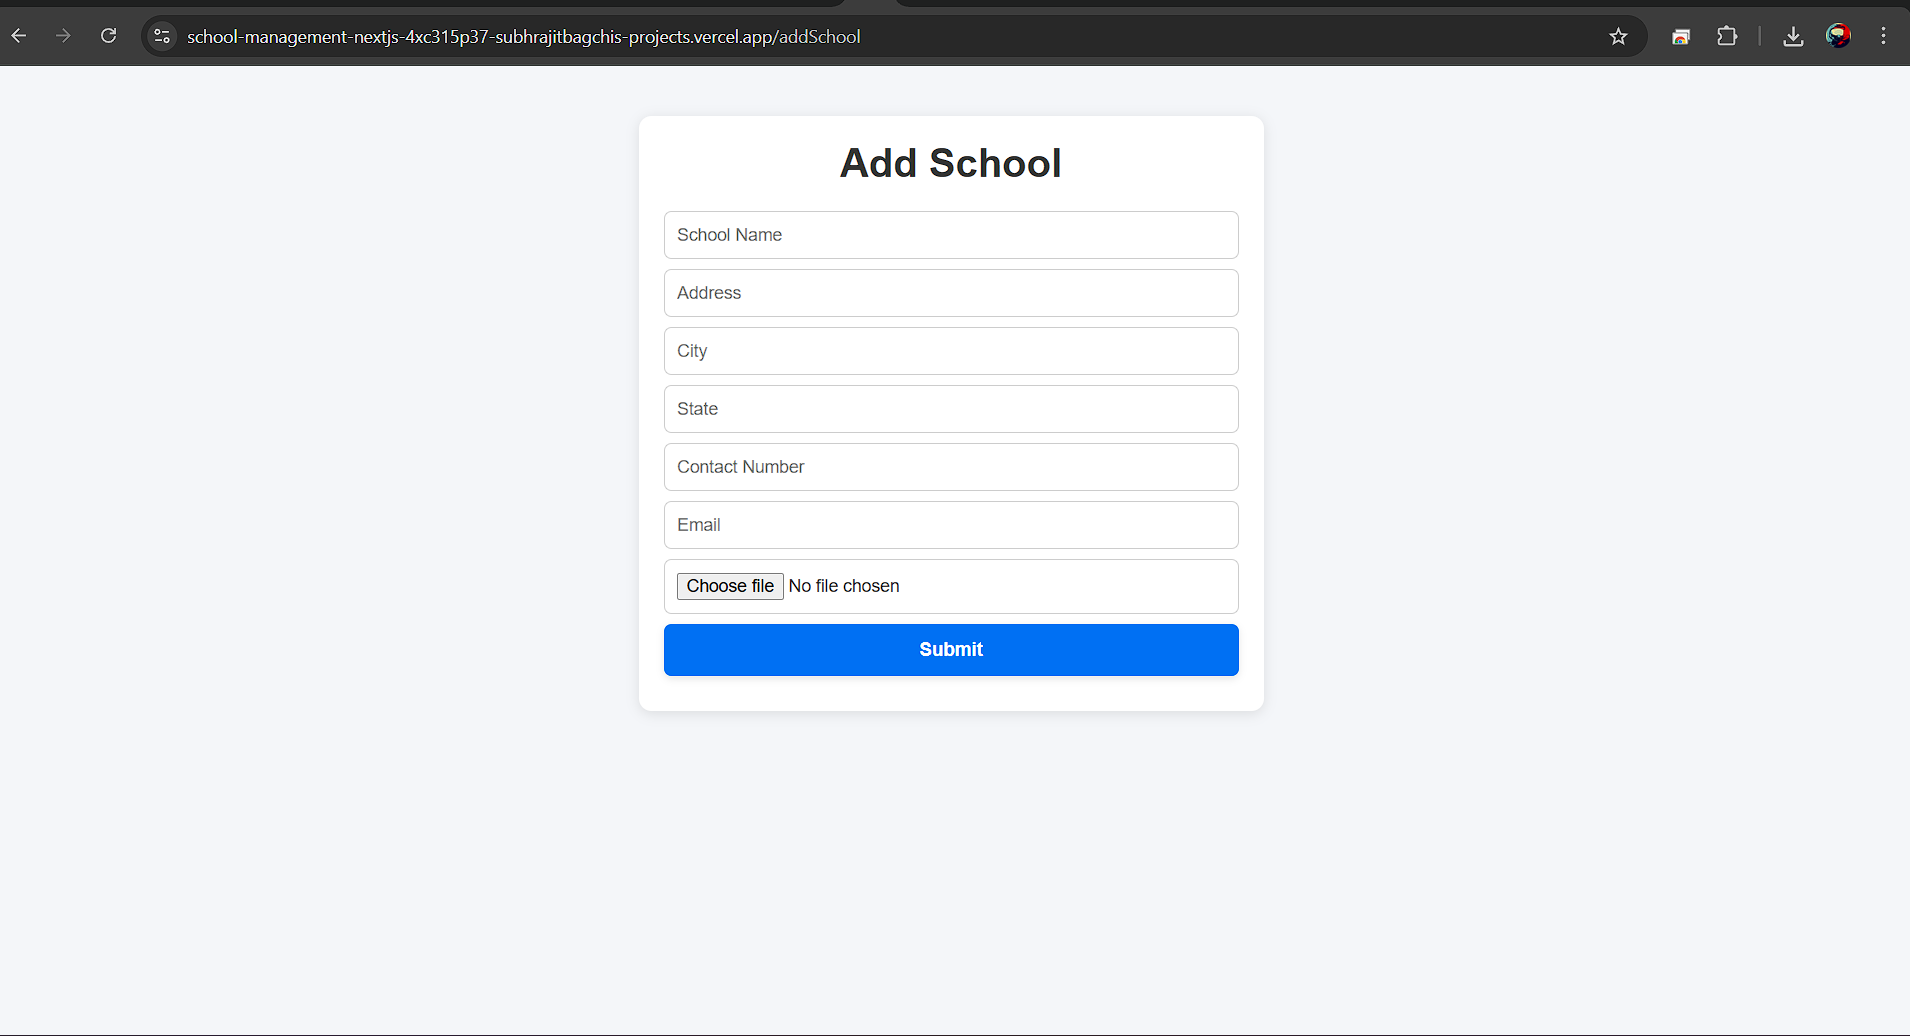 school-management-nextjs-4xc315p37-subhrajitbagchis-projects.vercel.app/addSchool
Add School
School Name
Address
City
State
Contact Number
Email
Choose file No file chosen
Submit